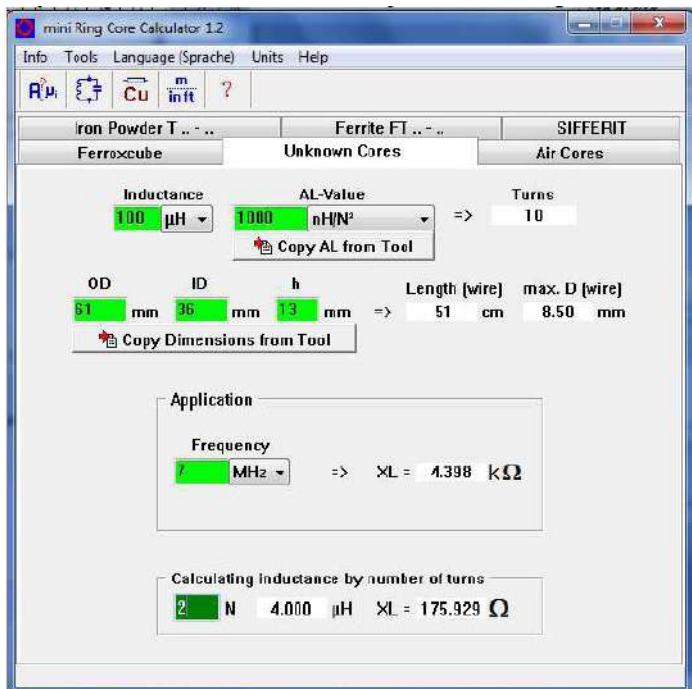 mini Ring Core Calculator 1.2
Info Tools Language (Sprache) Units Help
R?μi Cu m in ft ?
Iron Powder T .. - .. Ferrite FT .. - .. SIFFERIT
Ferroxcube Unknown Cores Air Cores
Inductance AL-Value Turns
100 μH 1000 nH/N² => 10
Copy AL from Tool
OD ID h Length (wire) max. D (wire)
61 mm 36 mm 13 mm => 51 cm 8.50 mm
Copy Dimensions from Tool
Application
Frequency
7 MHz => XL = 4.398 kΩ
Calculating inductance by number of turns
2 N 4.000 μH XL = 175.929 Ω